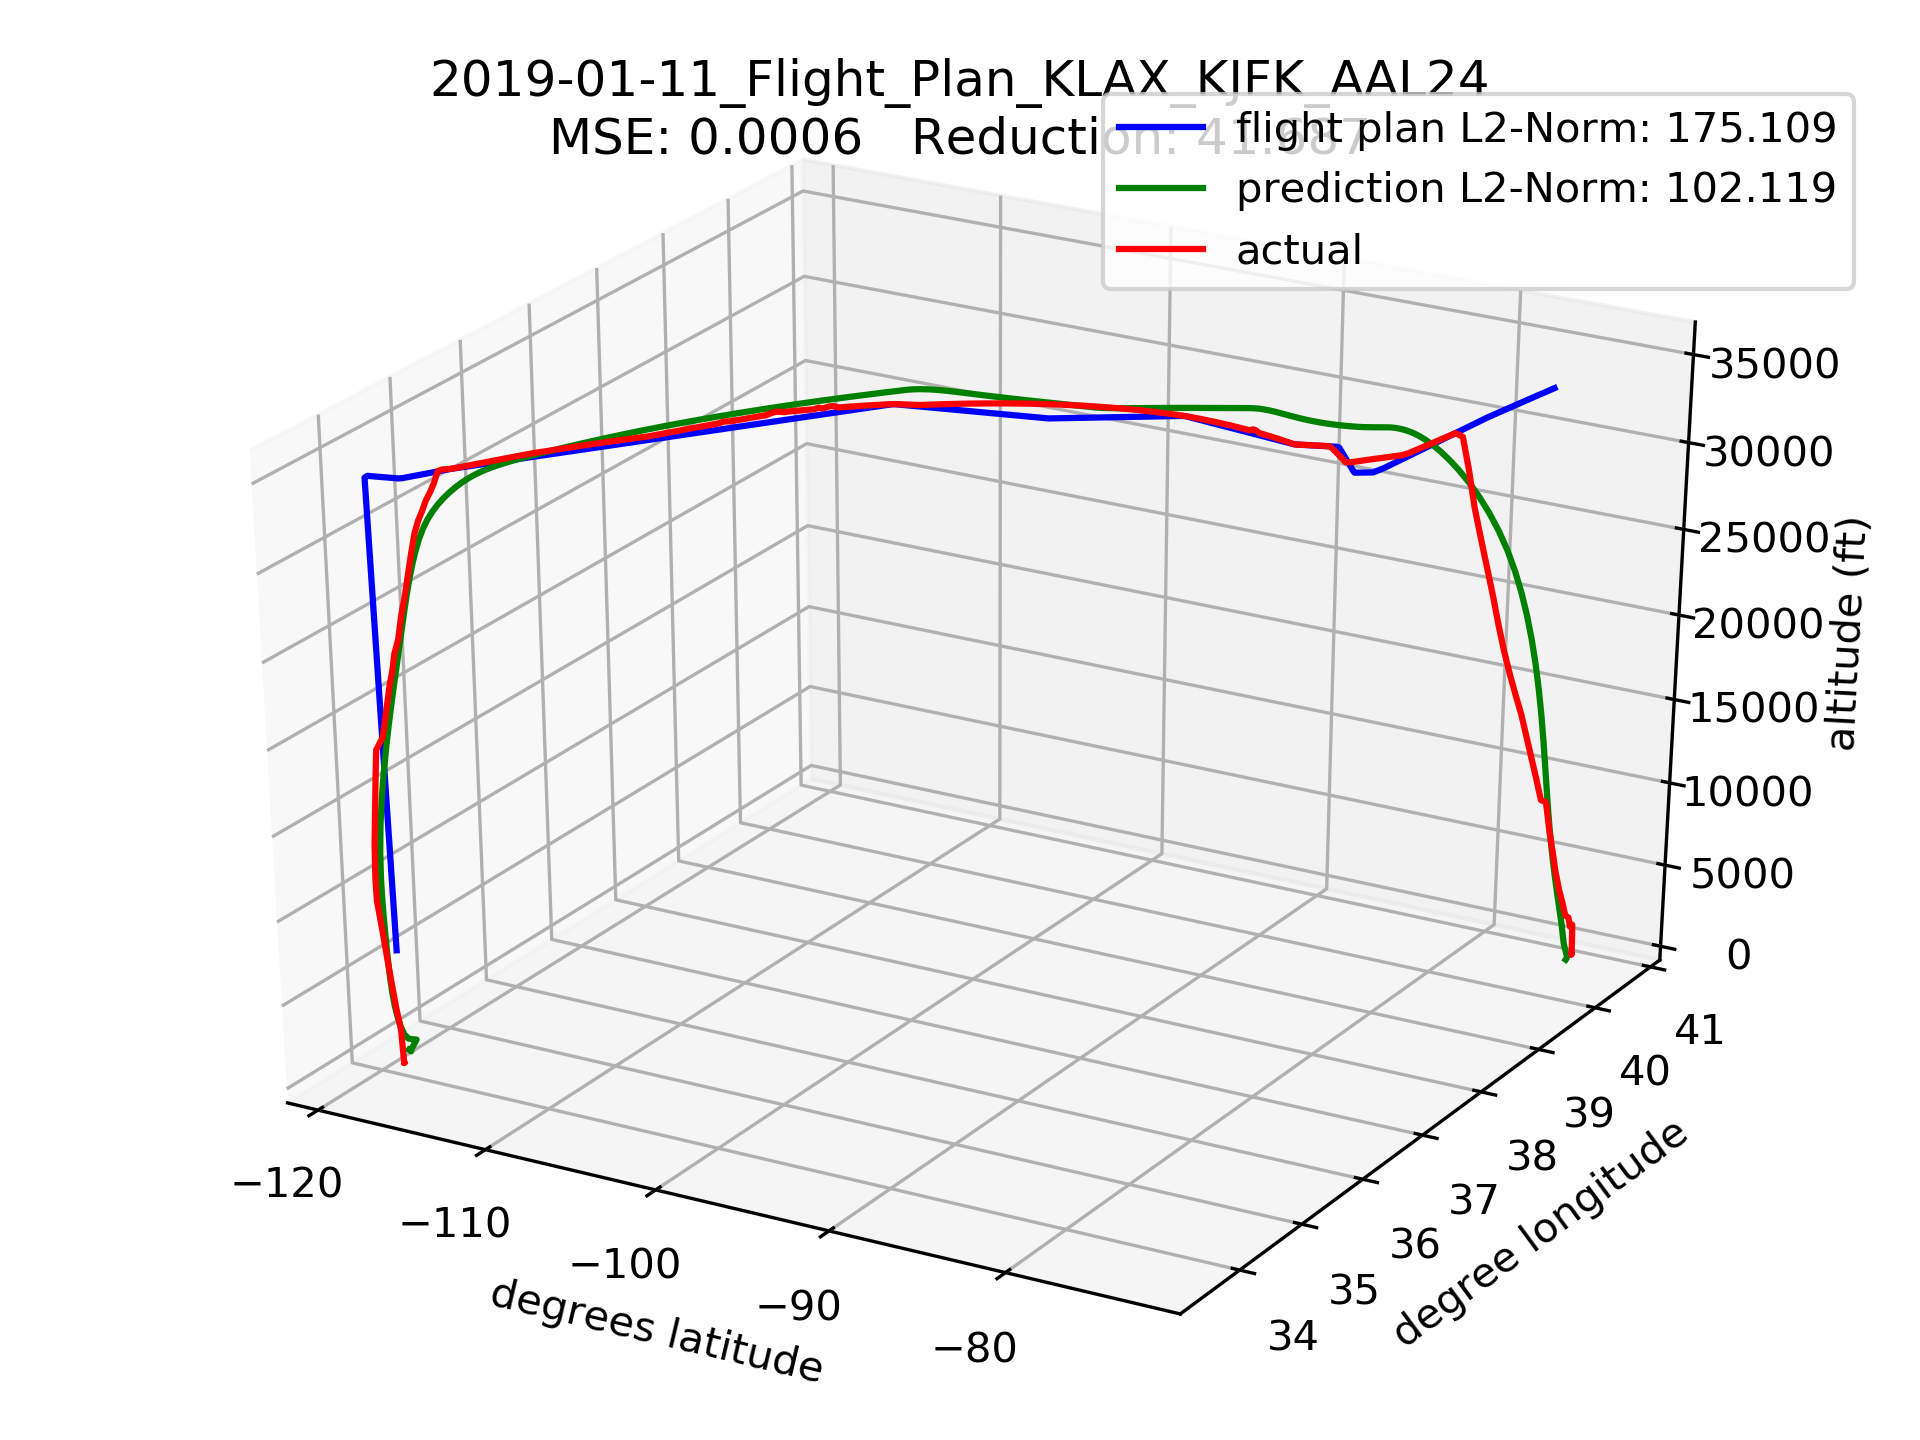 2019-01-11_Flight_Plan_KLAX_KJFK_AAL24
MSE: 0.0006 Reduction: 41.687
flight plan L2-Norm: 175.109
prediction L2-Norm: 102.119
actual
35000
30000
25000
20000
15000
10000
5000
0
altitude (ft)
41
40
39
38
37
36
35
34
degree longitude
−120
−110
−100
−90
−80
degrees latitude